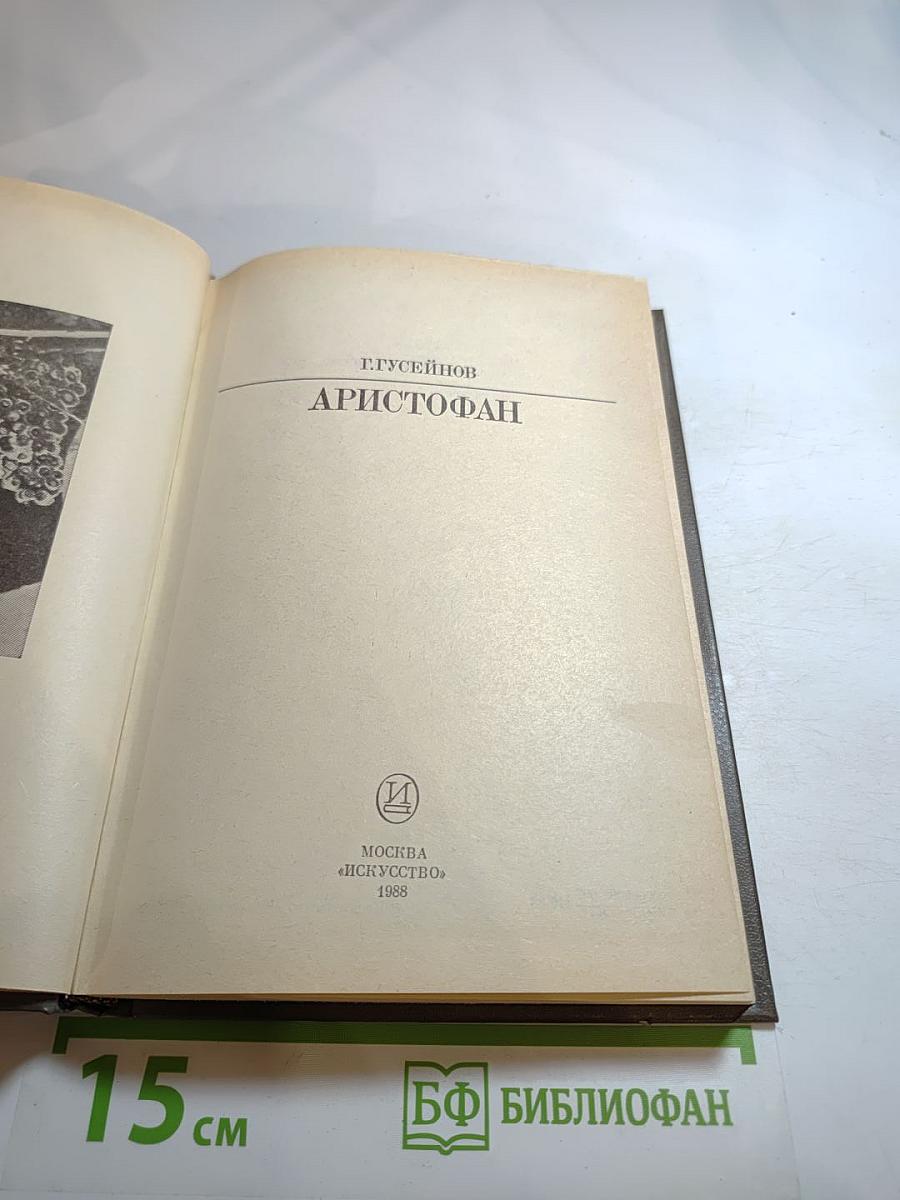 Г.ГУСЕЙНОВ
АРИСТОФАН
И
МОСКВА
«ИСКУССТВО»
1988
15 см
БФ БИБЛИОФАН